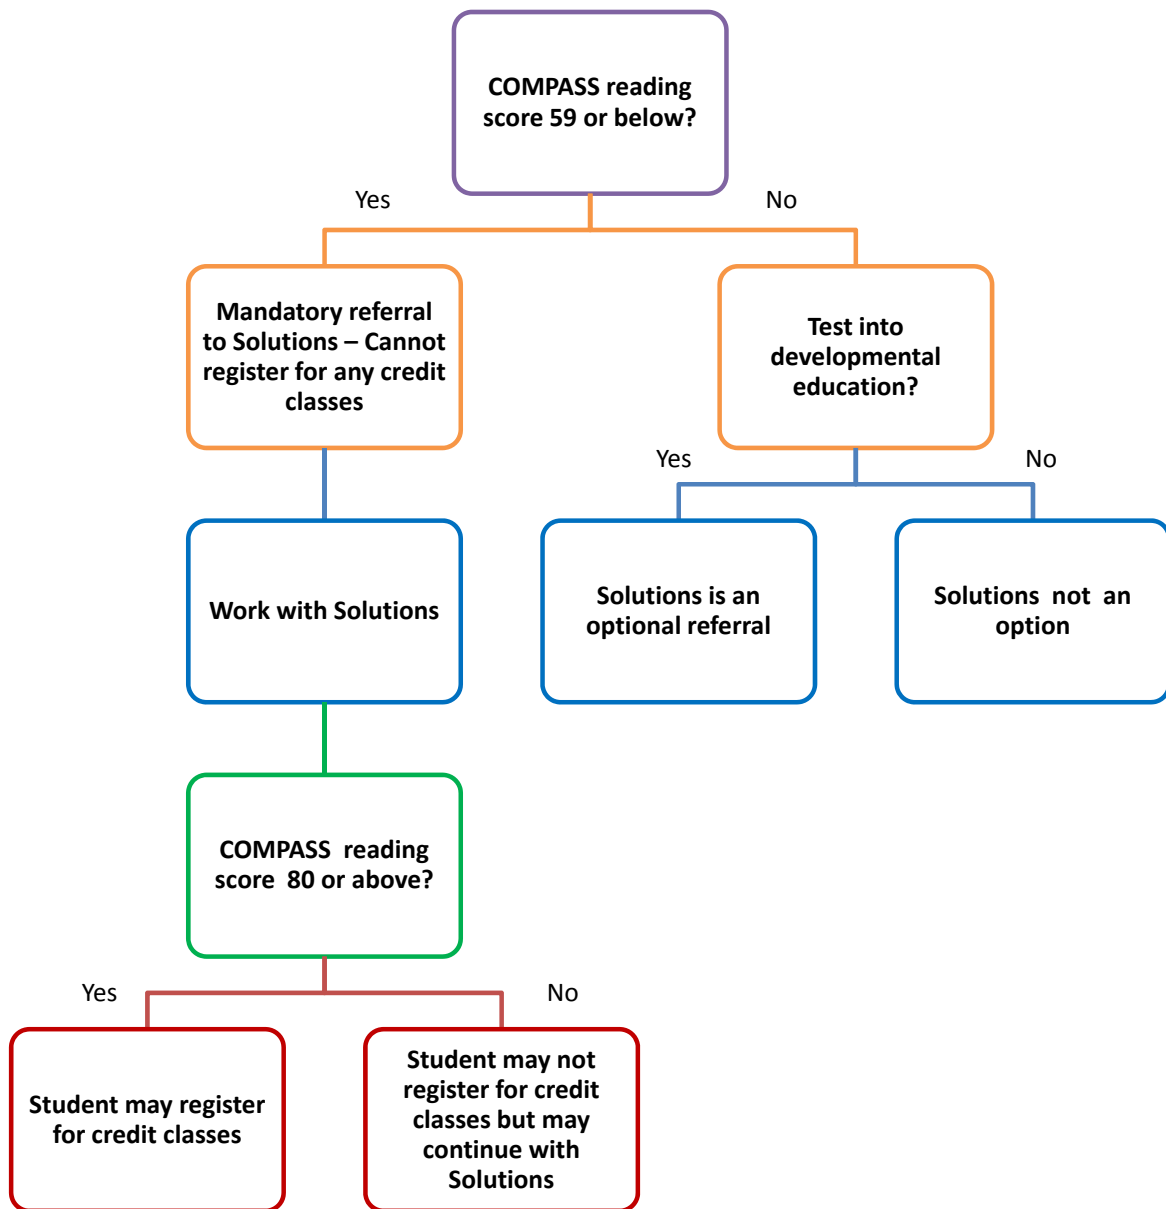 COMPASS reading
score 59 or below?
Yes
No
Mandatory referral
to Solutions – Cannot
register for any credit
classes
Test into
developmental
education?
Yes
No
Work with Solutions
Solutions is an
optional referral
Solutions not an
option
COMPASS reading
score 80 or above?
Yes
No
Student may register
for credit classes
Student may not
register for credit
classes but may
continue with
Solutions